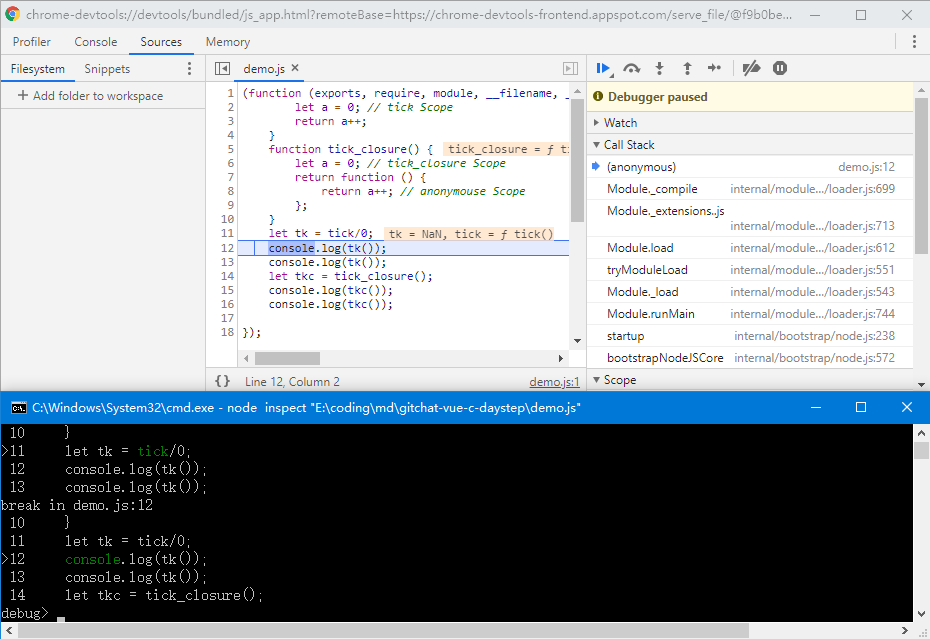 chrome-devtools://devtools/bundled/js_app.html?remoteBase=https://chrome-devtools-frontend.appspot.com/serve_file/@f9b0be...
Profiler Console Sources Memory
Filesystem Snippets
demo.js ×
+ Add folder to workspace
1 (function (exports, require, module, __filename, _
2 let a = 0; // tick Scope
3 return a++;
4 }
5 function tick_closure() { tick_closure = ƒ ti
6 let a = 0; // tick_closure Scope
7 return function () {
8 return a++; // anonymouse Scope
9 };
10 }
11 let tk = tick/0; tk = NaN, tick = ƒ tick()
12 console.log(tk());
13 console.log(tk());
14 let tkc = tick_closure();
15 console.log(tkc());
16 console.log(tkc());
17
18 });
{} Line 12, Column 2 demo.js:1
Debugger paused
Watch
Call Stack
(anonymous) demo.js:12
Module._compile internal/module.../loader.js:699
Module._extensions..js
internal/module.../loader.js:713
Module.load internal/module.../loader.js:612
tryModuleLoad internal/module.../loader.js:551
Module._load internal/module.../loader.js:543
Module.runMain internal/module.../loader.js:744
startup internal/bootstrap/node.js:238
bootstrapNodeJSCore internal/bootstrap/node.js:572
Scope
C:\Windows\System32\cmd.exe - node inspect "E:\coding\md\gitchat-vue-c-daystep\demo.js"
10 }
>11 let tk = tick/0;
12 console.log(tk());
13 console.log(tk());
break in demo.js:12
10 }
11 let tk = tick/0;
>12 console.log(tk());
13 console.log(tk());
14 let tkc = tick_closure();
debug>